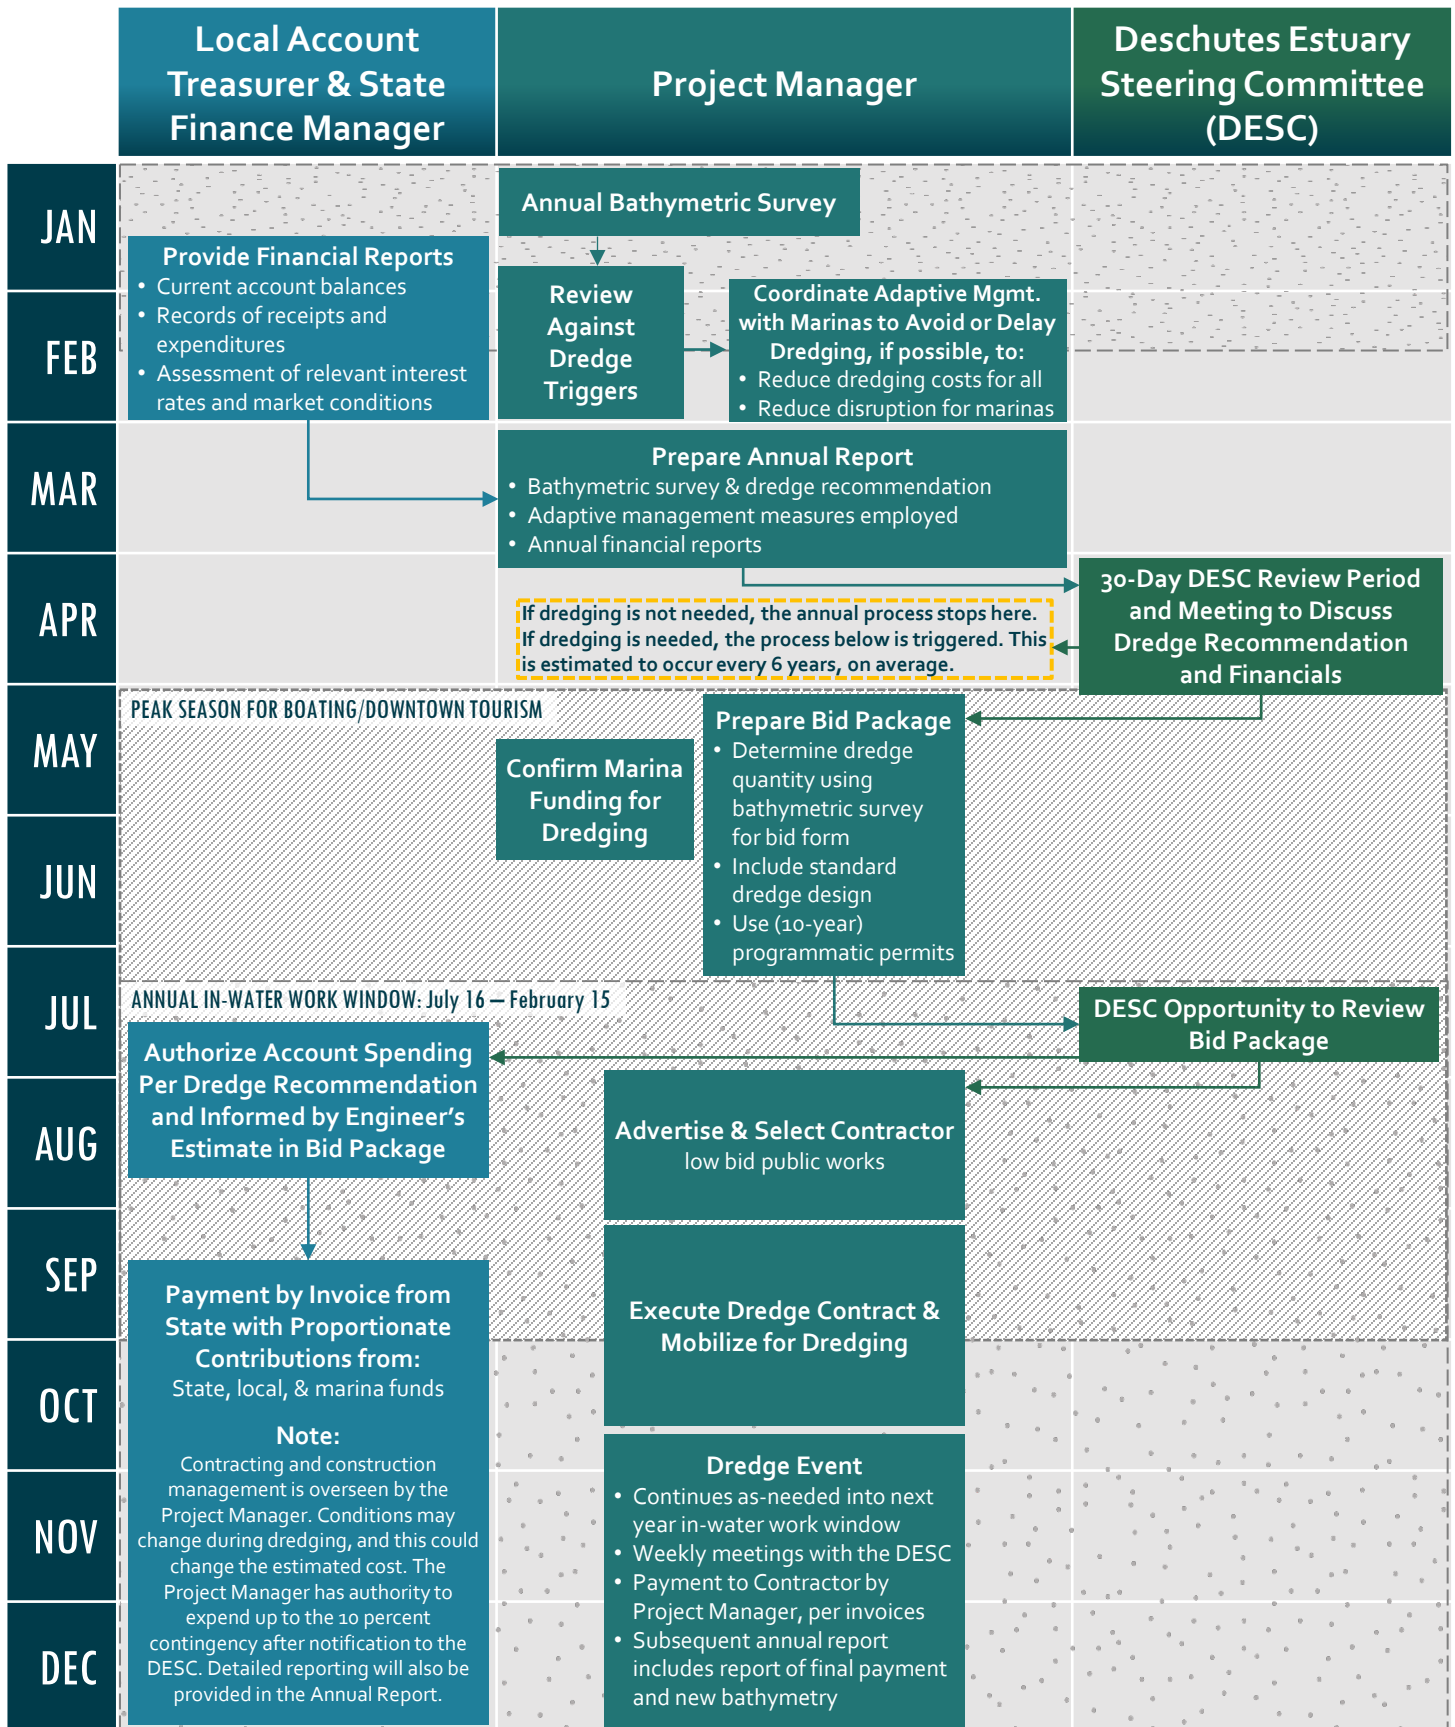 Local Account
Treasurer & State
Finance Manager
Project Manager
Deschutes Estuary
Steering Committee
(DESC)
JAN
Annual Bathymetric Survey
Provide Financial Reports
• Current account balances
• Records of receipts and
expenditures
• Assessment of relevant interest
rates and market conditions
Review
Against
Dredge
Triggers
Coordinate Adaptive Mgmt.
with Marinas to Avoid or Delay
Dredging, if possible, to:
• Reduce dredging costs for all
• Reduce disruption for marinas
FEB
MAR
Prepare Annual Report
• Bathymetric survey & dredge recommendation
• Adaptive management measures employed
• Annual financial reports
APR
30-Day DESC Review Period
and Meeting to Discuss
Dredge Recommendation
and Financials
If dredging is not needed, the annual process stops here.
If dredging is needed, the process below is triggered. This
is estimated to occur every 6 years, on average.
PEAK SEASON FOR BOATING/DOWNTOWN TOURISM
MAY
Confirm Marina
Funding for
Dredging
Prepare Bid Package
• Determine dredge
quantity using
bathymetric survey
for bid form
• Include standard
dredge design
• Use (10-year)
programmatic permits
JUN
ANNUAL IN-WATER WORK WINDOW: July 16 – February 15
JUL
DESC Opportunity to Review
Bid Package
Authorize Account Spending
Per Dredge Recommendation
and Informed by Engineer's
Estimate in Bid Package
AUG
Advertise & Select Contractor
low bid public works
SEP
Execute Dredge Contract &
Mobilize for Dredging
Payment by Invoice from
State with Proportionate
Contributions from:
State, local, & marina funds
Note:
Contracting and construction
management is overseen by the
Project Manager. Conditions may
change during dredging, and this could
change the estimated cost. The
Project Manager has authority to
expend up to the 10 percent
contingency after notification to the
DESC. Detailed reporting will also be
provided in the Annual Report.
OCT
Dredge Event
• Continues as-needed into next
year in-water work window
• Weekly meetings with the DESC
• Payment to Contractor by
Project Manager, per invoices
• Subsequent annual report
includes report of final payment
and new bathymetry
NOV
DEC